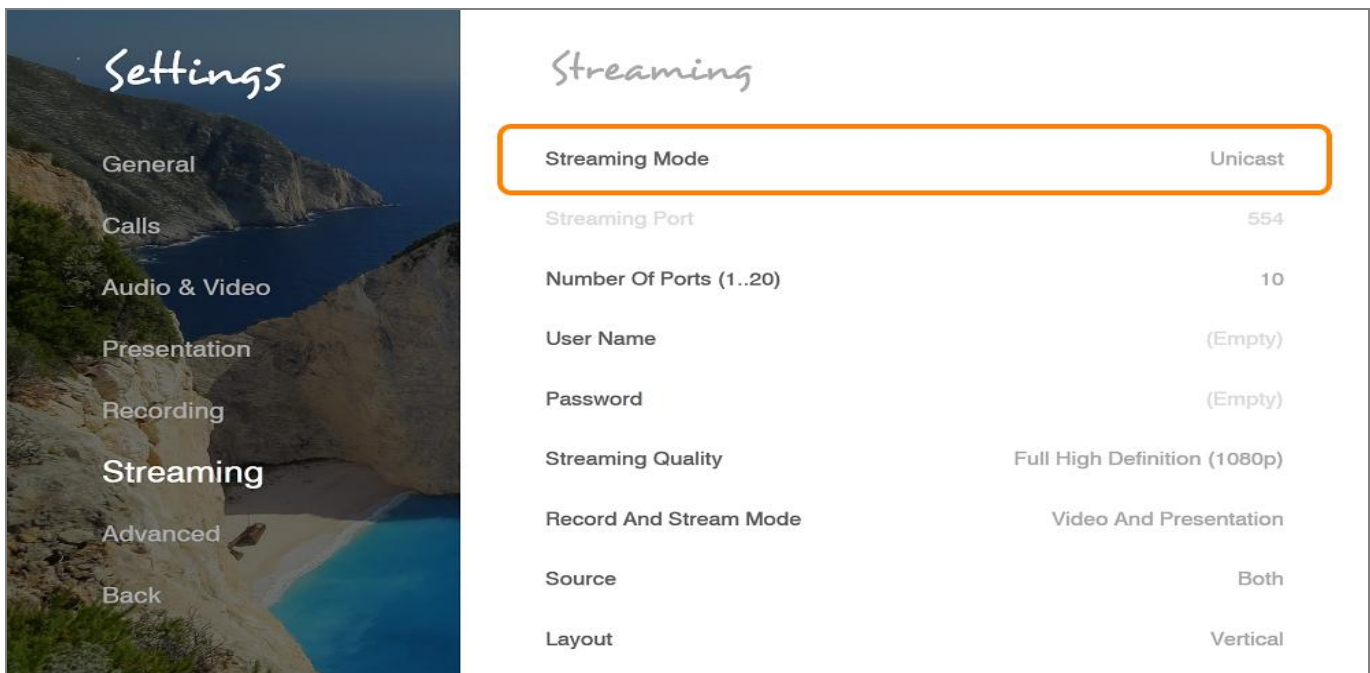 Settings
General
Calls
Audio & Video
Presentation
Recording
Streaming
Advanced
Back
Streaming
Streaming Mode Unicast
Streaming Port 554
Number Of Ports (1..20) 10
User Name (Empty)
Password (Empty)
Streaming Quality Full High Definition (1080p)
Record And Stream Mode Video And Presentation
Source Both
Layout Vertical